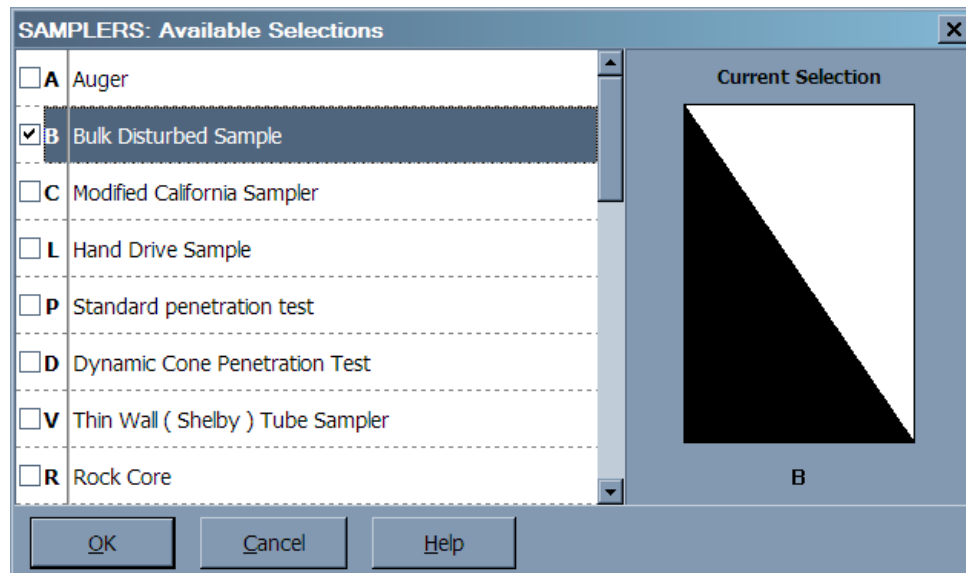 SAMPLERS: Available Selections
A Auger
B Bulk Disturbed Sample
C Modified California Sampler
L Hand Drive Sample
P Standard penetration test
D Dynamic Cone Penetration Test
V Thin Wall ( Shelby ) Tube Sampler
R Rock Core
Current Selection
B
OK Cancel Help